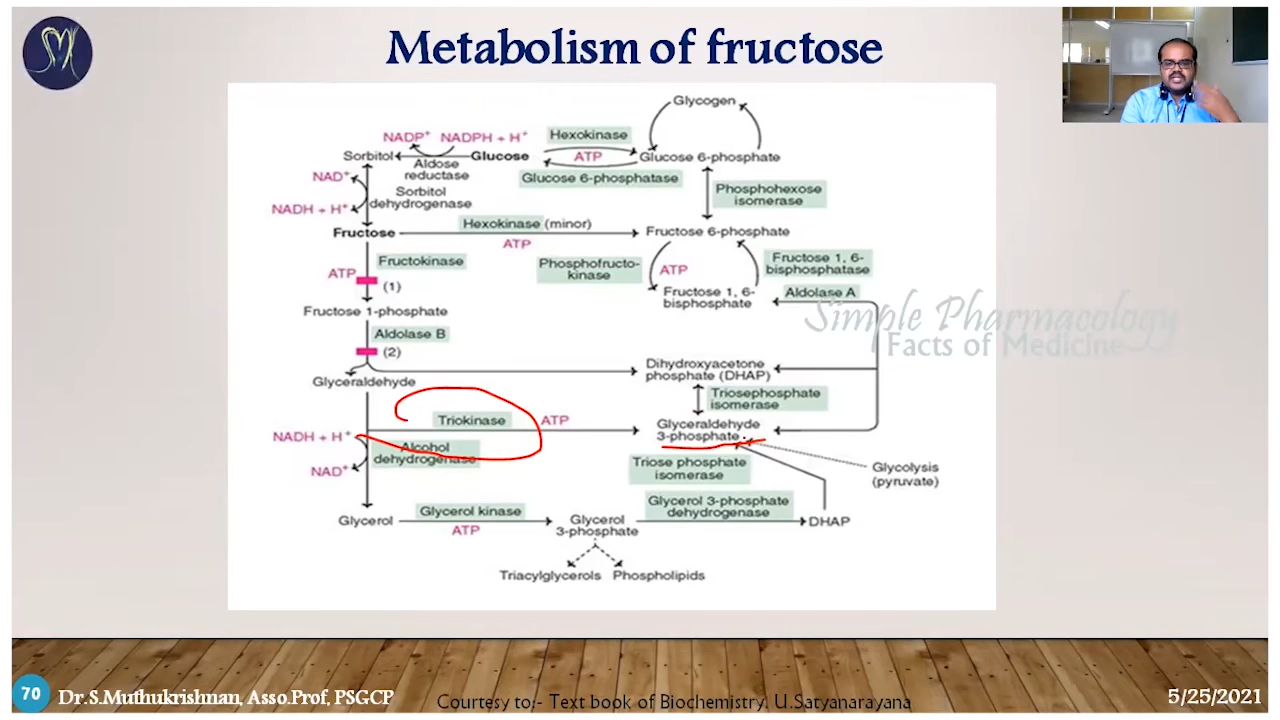 Metabolism of fructose
Glycogen
NADP+ NADPH + H+
Hexokinase
Sorbitol
Glucose
ATP
Glucose 6-phosphate
Aldose
reductase
Glucose 6-phosphatase
NAD+
Sorbitol
dehydrogenase
NADH + H+
Phosphohexose
isomerase
Fructose
Hexokinase (minor)
ATP
Fructose 6-phosphate
Fructokinase
ATP
(1)
Phosphofructo-
kinase
ATP
Fructose 1, 6-
bisphosphatase
Fructose 1, 6-
bisphosphate
Aldolase A
Fructose 1-phosphate
Simple Pharmacology
Facts of Medicine
Aldolase B
(2)
Glyceraldehyde
Dihydroxyacetone
phosphate (DHAP)
Triosephosphate
isomerase
Triokinase
ATP
Glyceraldehyde
3-phosphate
NADH + H+
Alcohol
dehydrogenase
NAD+
Triose phosphate
isomerase
Glycolysis
(pyruvate)
Glycerol
Glycerol kinase
ATP
Glycerol
3-phosphate
Glycerol 3-phosphate
dehydrogenase
DHAP
Triacylglycerols
Phospholipids
70
Dr.S.Muthukrishnan, Asso.Prof, PSGCP
Courtesy to:- Text book of Biochemistry. U.Satyanarayana
5/25/2021